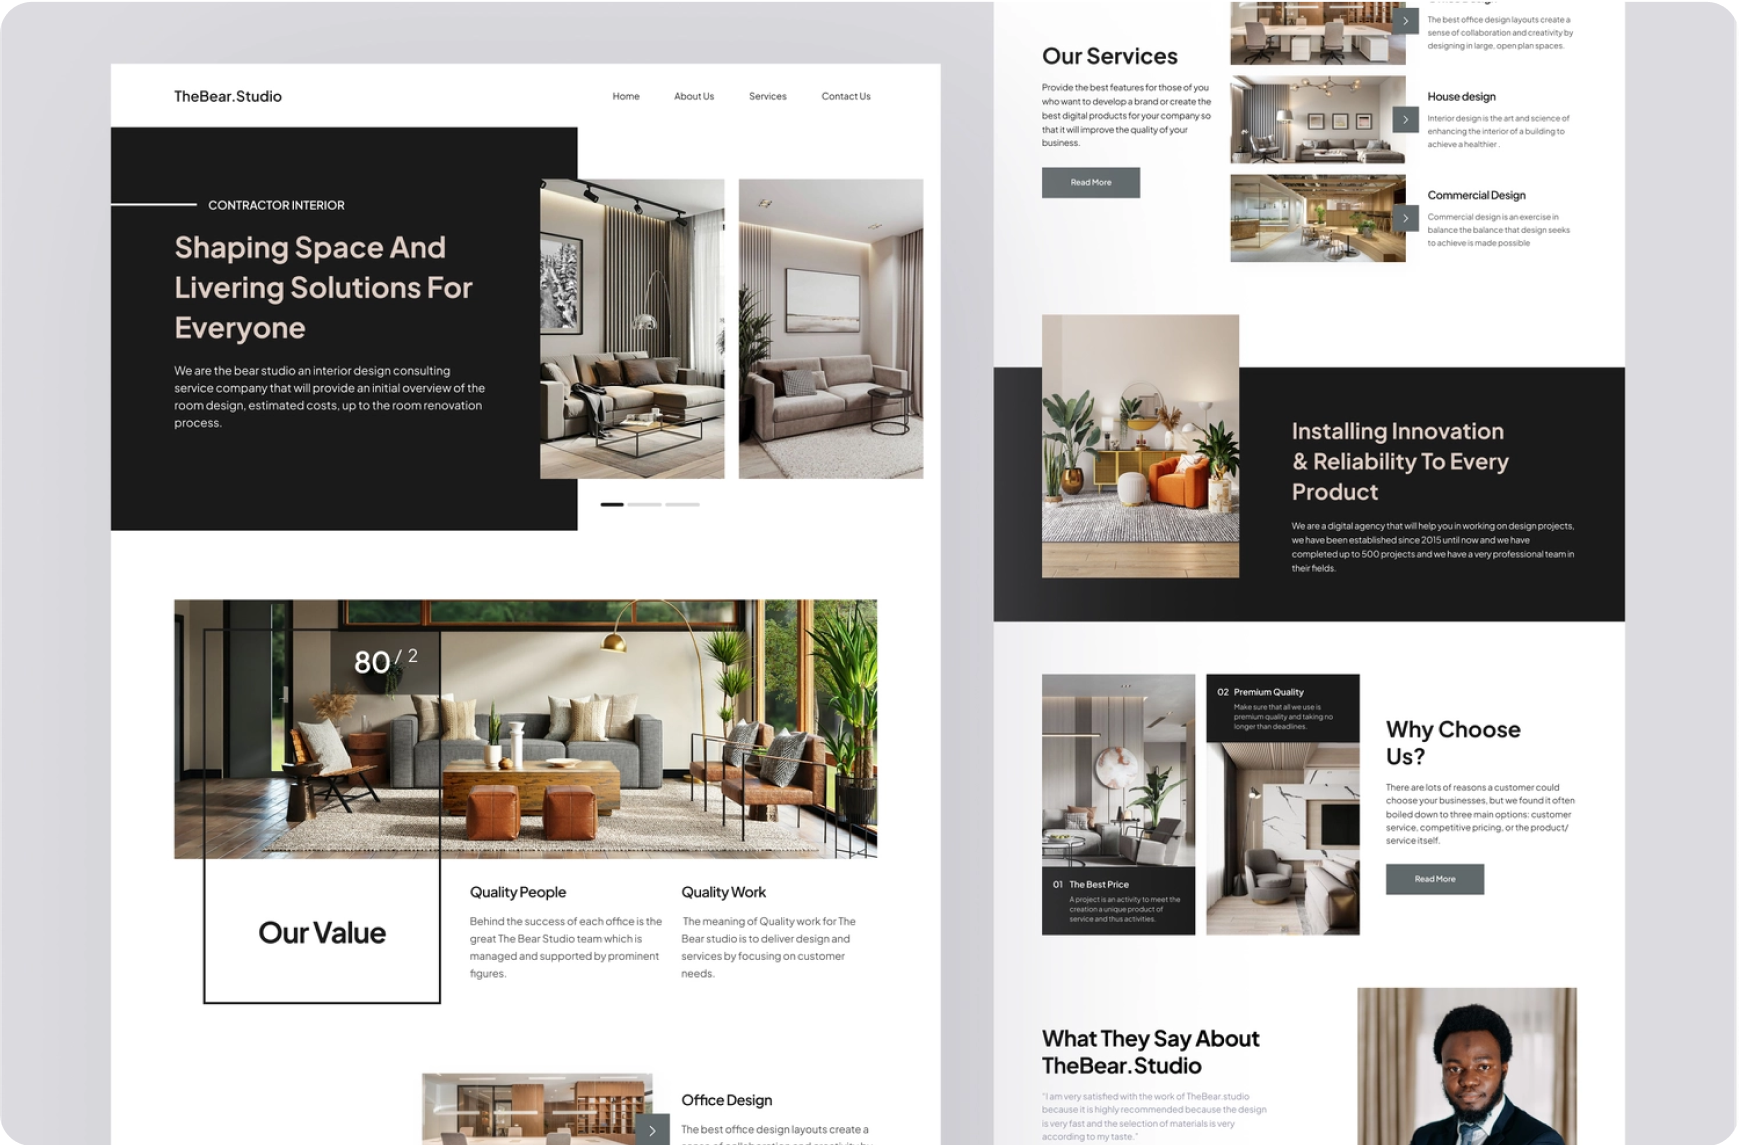 TheBear.Studio
Home
About Us
Services
Contact Us
CONTRACTOR INTERIOR
Shaping Space And
Livering Solutions For
Everyone
We are the bear studio an interior design consulting
service company that will provide an initial overview of the
room design, estimated costs, up to the room renovation
process.
80 / 2
Our Value
Quality People
Behind the success of each office is the
great The Bear Studio team which is
managed and supported by prominent
figures.
Quality Work
The meaning of Quality work for The
Bear studio is to deliver design and
services by focusing on customer
needs.
Office Design
The best office design layouts create a
Our Services
Provide the best features for those of you
who want to develop a brand or create the
best digital products for your company so
that it will improve the quality of your
business.
Read More
The best office design layouts create a
sense of collaboration and creativity by
designing in large, open plan spaces.
House design
Interior design is the art and science of
enhancing the interior of a building to
achieve a healthier .
Commercial Design
Commercial design is an exercise in
balance the balance that design seeks
to achieve is made possible
Installing Innovation
& Reliability To Every
Product
We are a digital agency that will help you in working on design projects,
we have been established since 2015 until now and we have
completed up to 500 projects and we have a very professional team in
their fields.
01 The Best Price
A project is an activity to meet the
creation a unique product of
service and thus activities.
02 Premium Quality
Make sure that all we use is
premium quality and taking no
longer than deadlines.
Why Choose
Us?
There are lots of reasons a customer could
choose your businesses, but we found it often
boiled down to three main options: customer
service, competitive pricing, or the product/
service itself.
Read More
What They Say About
TheBear.Studio
"I am very satisfied with the work of TheBear.studio
because it is highly recommended because the design
is very fast and the selection of materials is very
according to my taste."